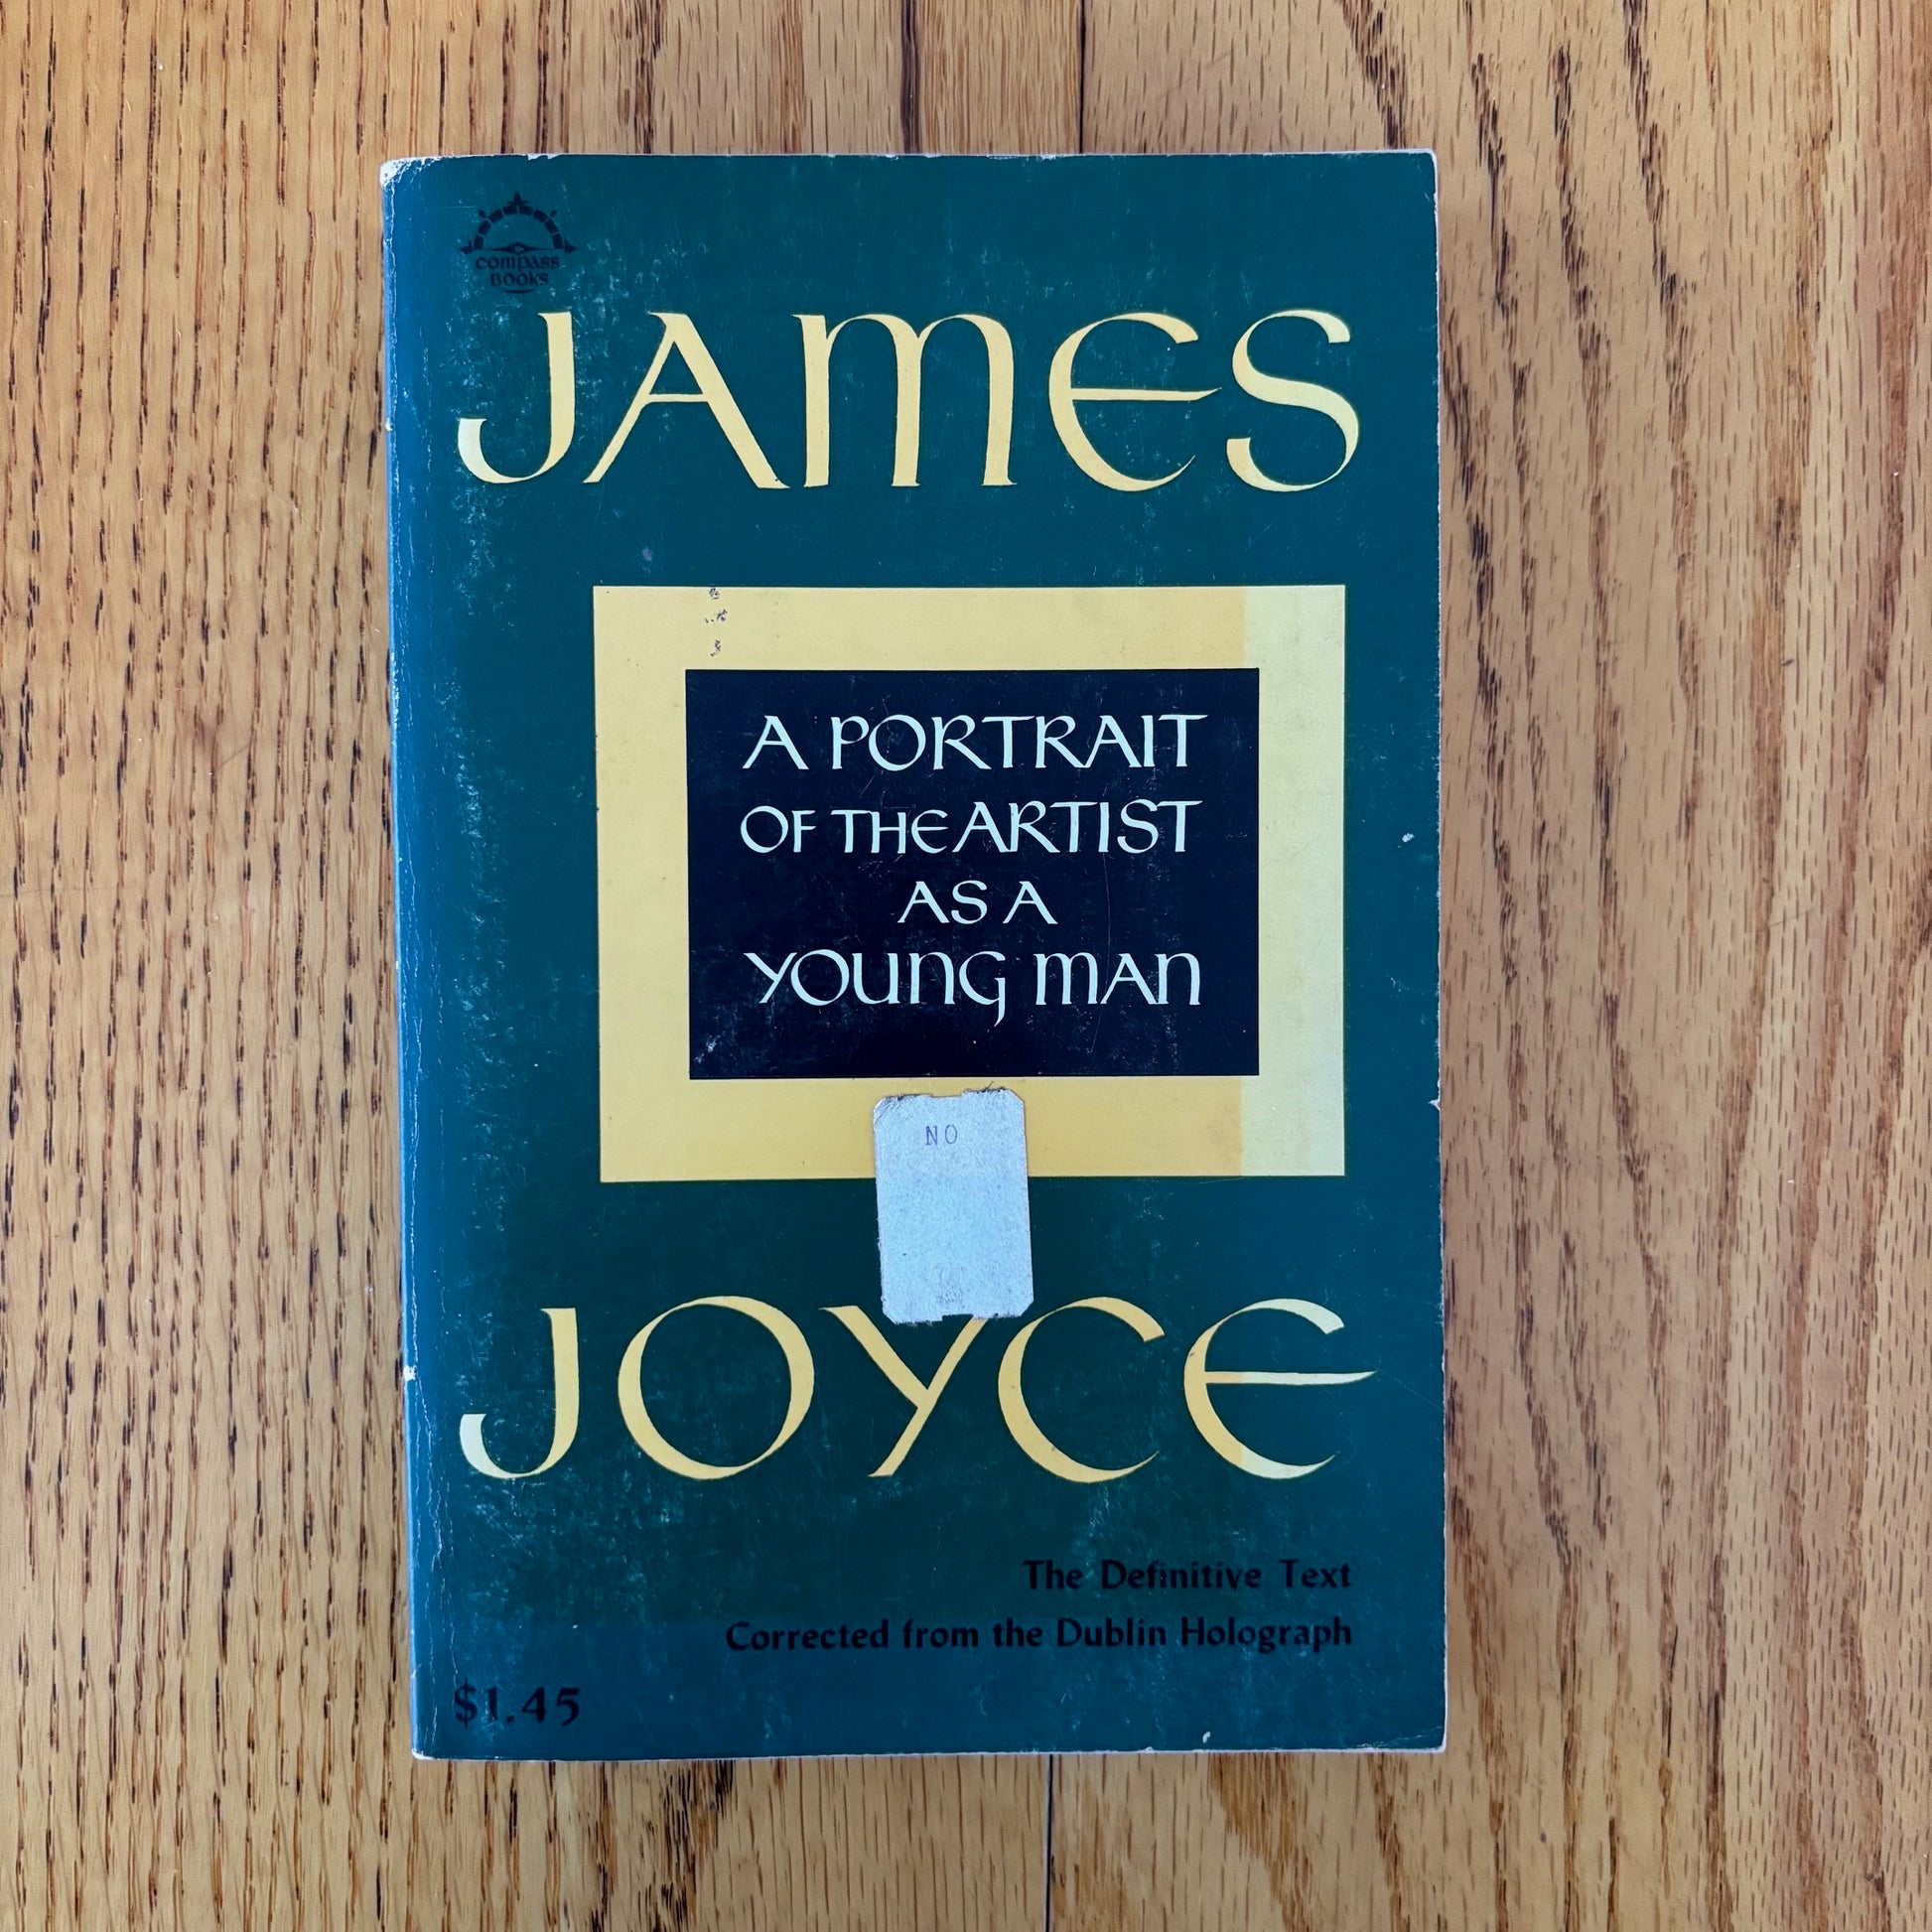 COMPASS
BOOKS
JAMES
A PORTRAIT
OF THE ARTIST
AS A
YOUNG MAN
NO
JOYCE
The Definitive Text
Corrected from the Dublin Holograph
$1.45